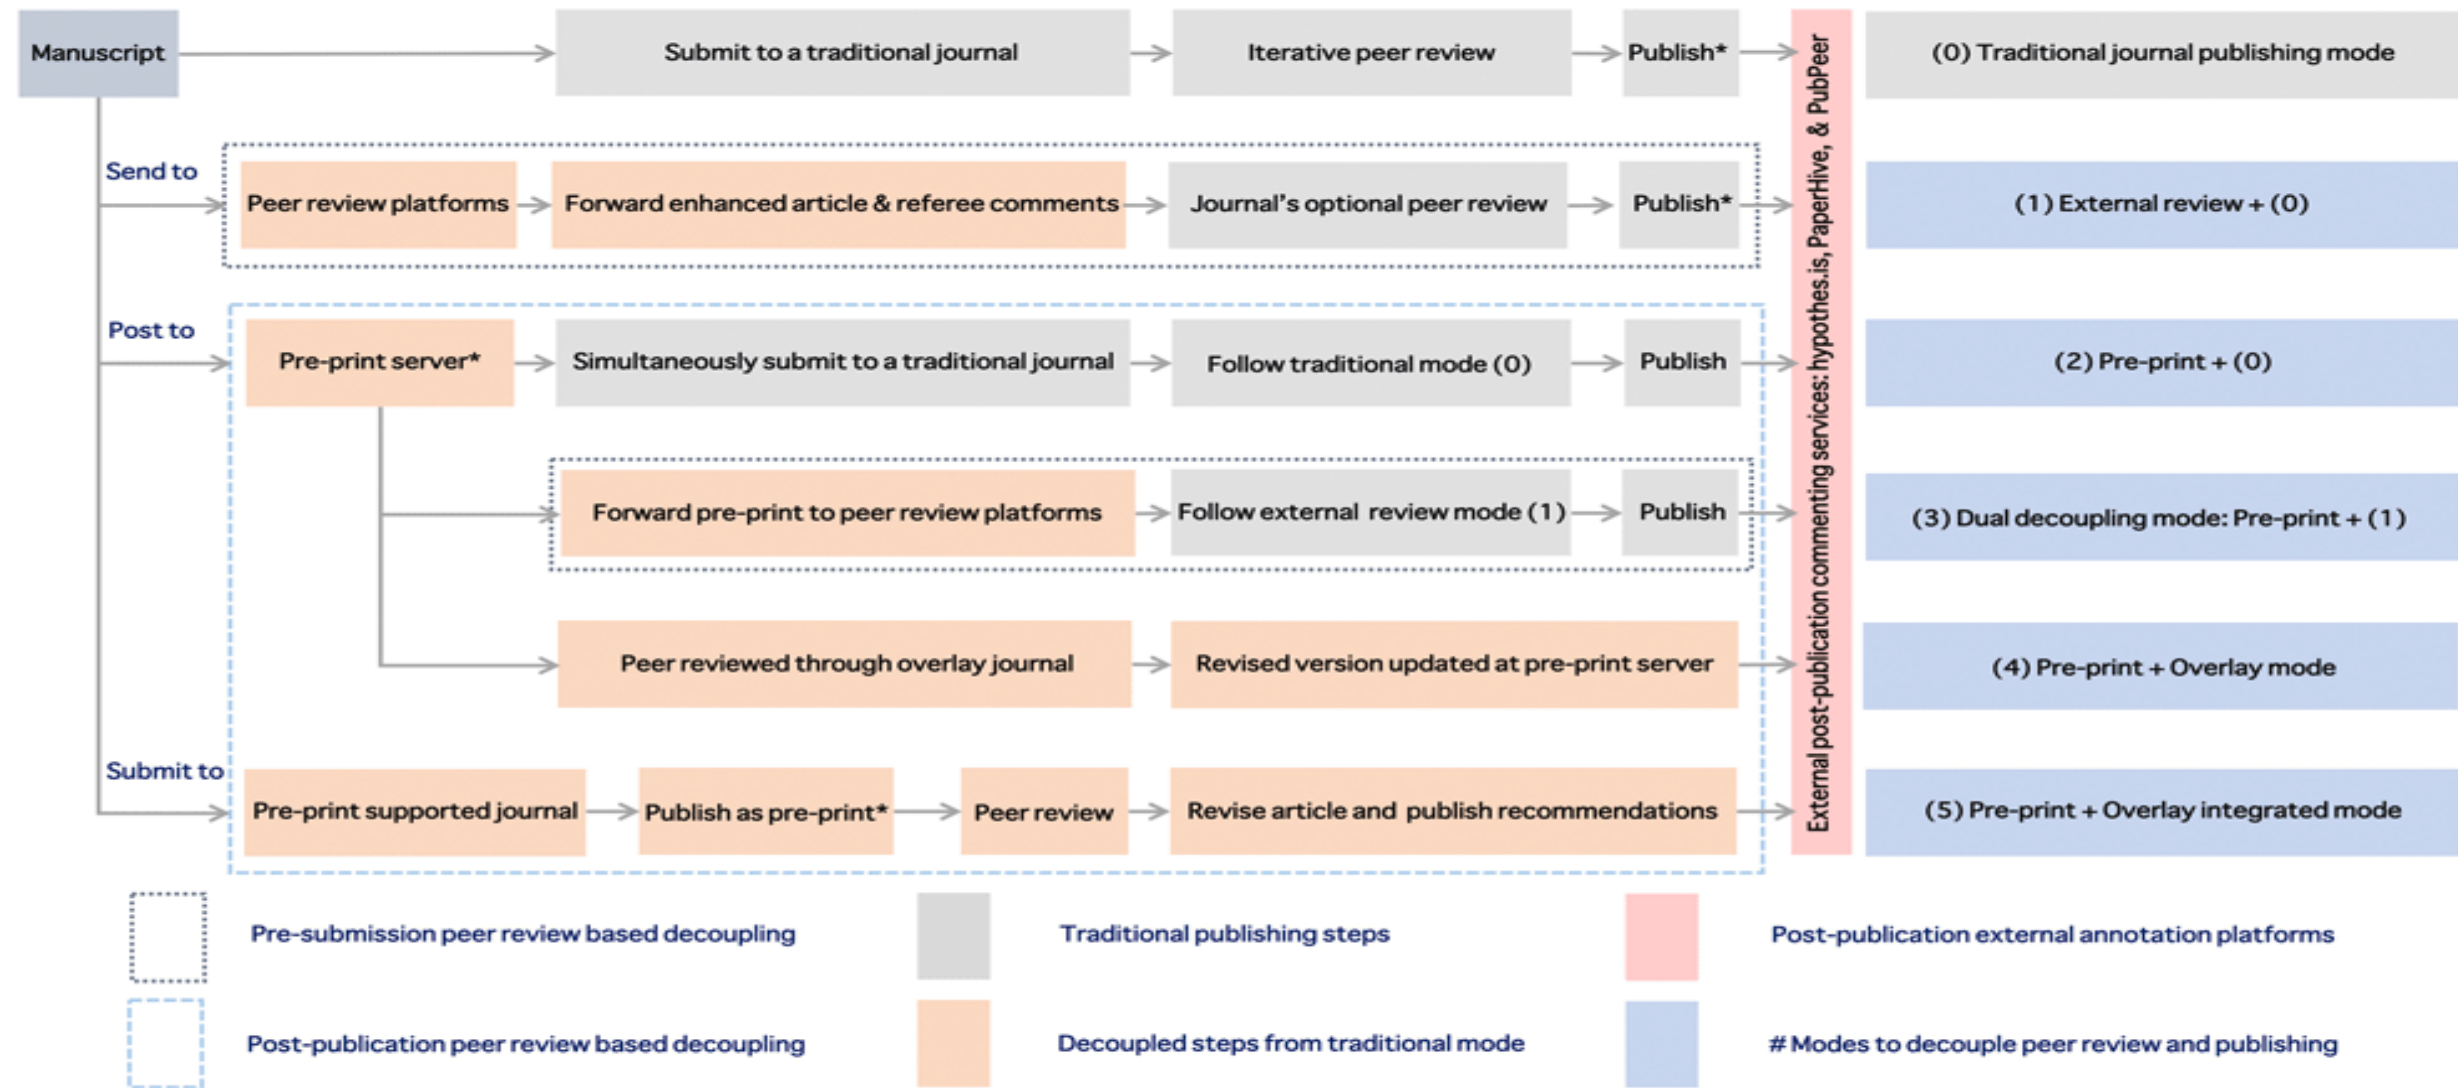 Manuscript
Submit to a traditional journal
Iterative peer review
Publish*
(0) Traditional journal publishing mode
Send to
Peer review platforms
Forward enhanced article & referee comments
Journal's optional peer review
Publish*
(1) External review + (0)
Post to
Pre-print server*
Simultaneously submit to a traditional journal
Follow traditional mode (0)
Publish
(2) Pre-print + (0)
Forward pre-print to peer review platforms
Follow external review mode (1)
Publish
(3) Dual decoupling mode: Pre-print + (1)
Peer reviewed through overlay journal
Revised version updated at pre-print server
(4) Pre-print + Overlay mode
Submit to
Pre-print supported journal
Publish as pre-print*
Peer review
Revise article and publish recommendations
(5) Pre-print + Overlay integrated mode
External post-publication commenting services: hypothes.is, PaperHive, & PubPeer
Pre-submission peer review based decoupling
Traditional publishing steps
Post-publication external annotation platforms
Post-publication peer review based decoupling
Decoupled steps from traditional mode
# Modes to decouple peer review and publishing